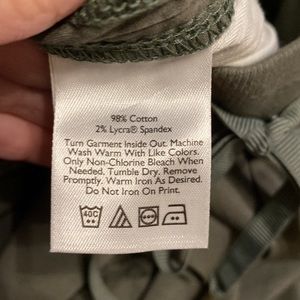 98% Cotton
2% Lycra® Spandex
Turn Garment Inside Out. Machine
Wash Warm With Like Colors.
Only Non-Chlorine Bleach When
Needed. Tumble Dry. Remove
Promptly. Warm Iron As Desired.
Do Not Iron On Print.
40C